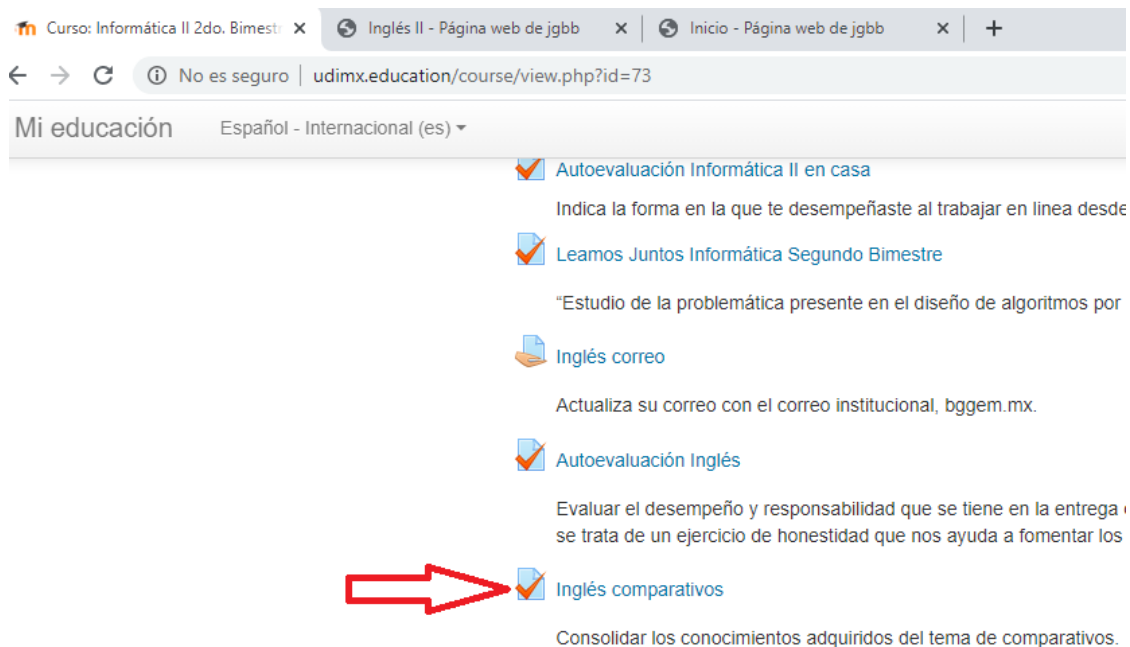 Curso: Informática II 2do. Bimest
Inglés II - Página web de jgbb
Inicio - Página web de jgbb
No es seguro | udimx.education/course/view.php?id=73
Mi educación
Español - Internacional (es)
Autoevaluación Informática II en casa
Indica la forma en la que te desempeñaste al trabajar en linea desde
Leamos Juntos Informática Segundo Bimestre
“Estudio de la problemática presente en el diseño de algoritmos por
Inglés correo
Actualiza su correo con el correo institucional, bggem.mx.
Autoevaluación Inglés
Evaluar el desempeño y responsabilidad que se tiene en la entrega
se trata de un ejercicio de honestidad que nos ayuda a fomentar los
Inglés comparativos
Consolidar los conocimientos adquiridos del tema de comparativos.